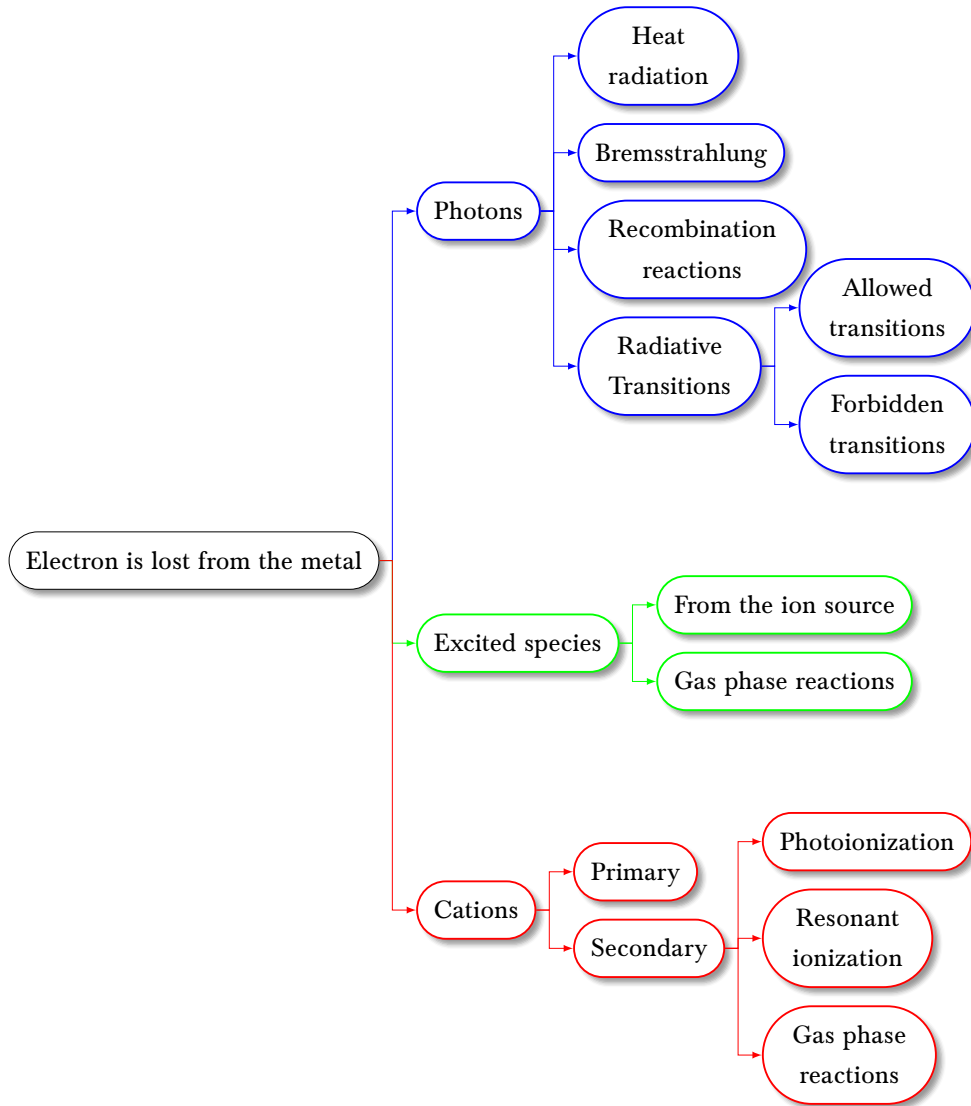 Heat
radiation
Bremsstrahlung
Photons
Recombination
reactions
Allowed
transitions
Radiative
Transitions
Forbidden
transitions
Electron is lost from the metal
From the ion source
Excited species
Gas phase reactions
Photoionization
Primary
Cations
Resonant
ionization
Secondary
Gas phase
reactions